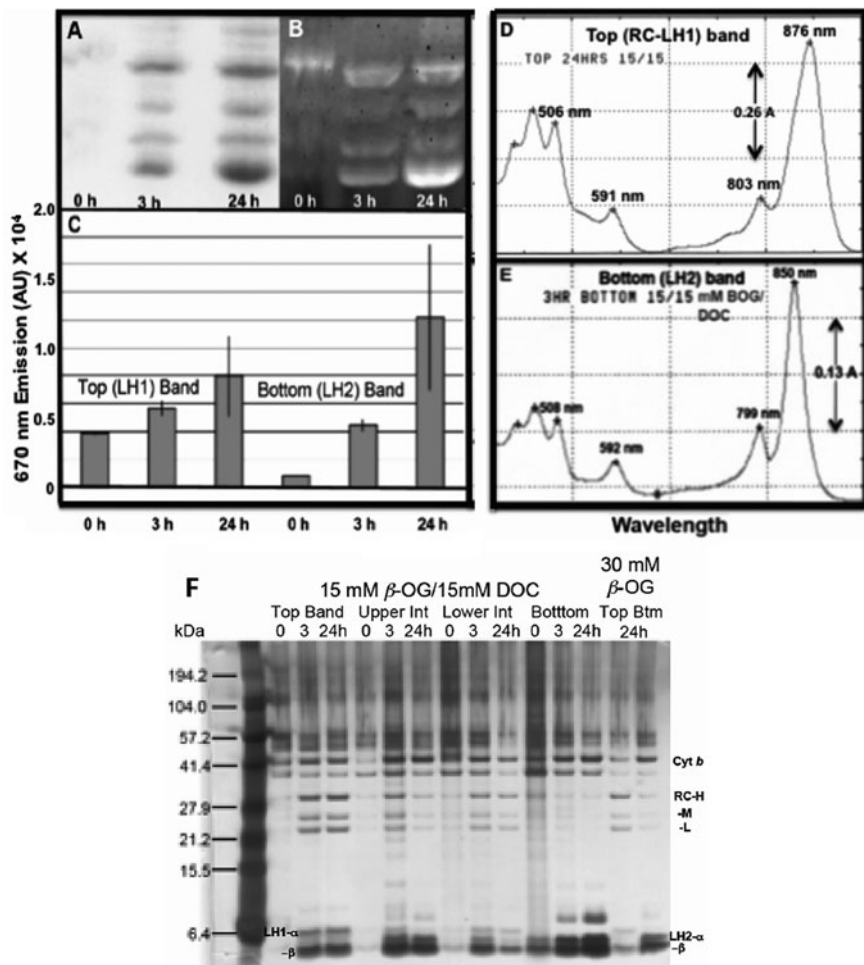 A
B
0 h 3 h 24 h
0 h 3 h 24 h
C
670 nm Emission (AU) X 10⁴
2.0
1.5
1.0
0.5
0
Top (LH1) Band
Bottom (LH2) Band
0 h 3 h 24 h 0 h 3 h 24 h
D
Top (RC-LH1) band
TOP 24HRS 15/15
876 nm
506 nm
0.26 A
591 nm
803 nm
E
Bottom (LH2) band
3HR BOTTOM 15/15 mM BOG/
DOC
850 nm
508 nm
0.13 A
592 nm
799 nm
Wavelength
F
15 mM β-OG/15mM DOC
30 mM
β-OG
Top Band Upper Int Lower Int Botttom Top Btm
kDa
0 3 24h 0 3 24h 0 3 24h 0 3 24h 24h
194.2
104.0
57.2
41.4
27.9
21.2
15.5
6.4
Cyt b
RC-H
-M
-L
LH1-α
-β
LH2-α
-β